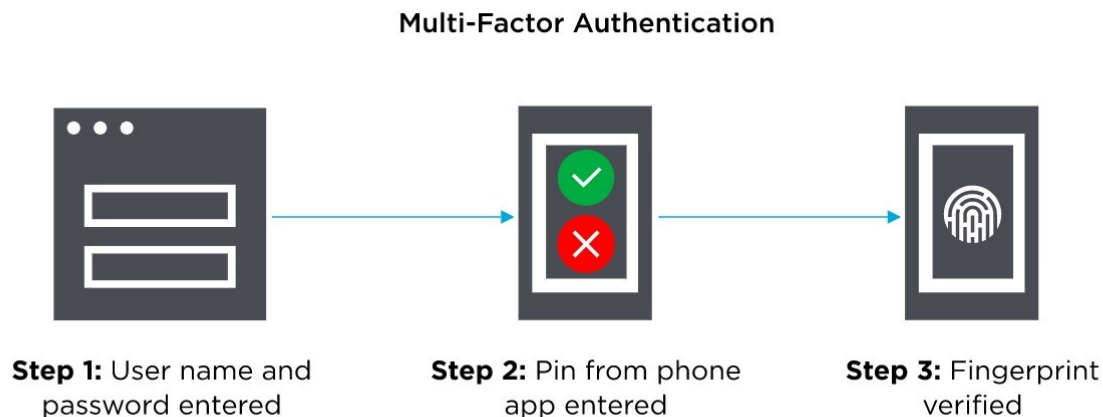 Multi-Factor Authentication
Step 1: User name and
password entered
Step 2: Pin from phone
app entered
Step 3: Fingerprint
verified